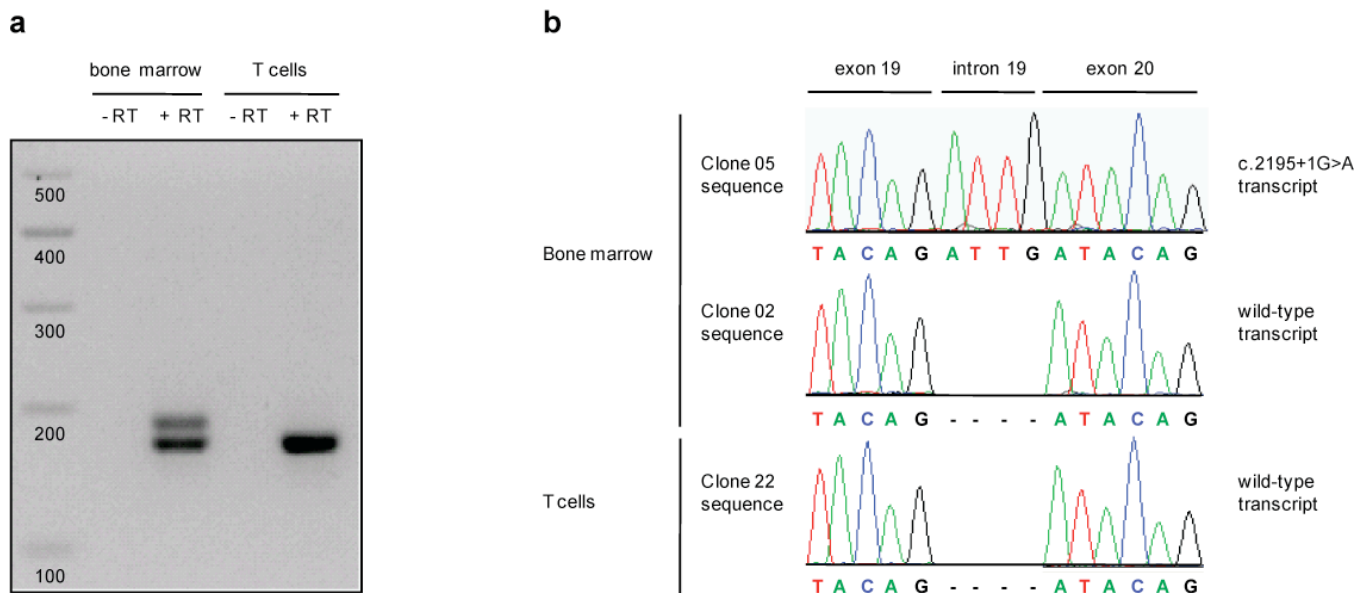 a
bone marrow T cells
- RT + RT - RT + RT
500
400
300
200
100
b
exon 19 intron 19 exon 20
Bone marrow
Clone 05
sequence
c.2195+1G>A
transcript
T A C A G A T T G A T A C A G
Clone 02
sequence
wild-type
transcript
T A C A G - - - - A T A C A G
T cells
Clone 22
sequence
wild-type
transcript
T A C A G - - - - A T A C A G